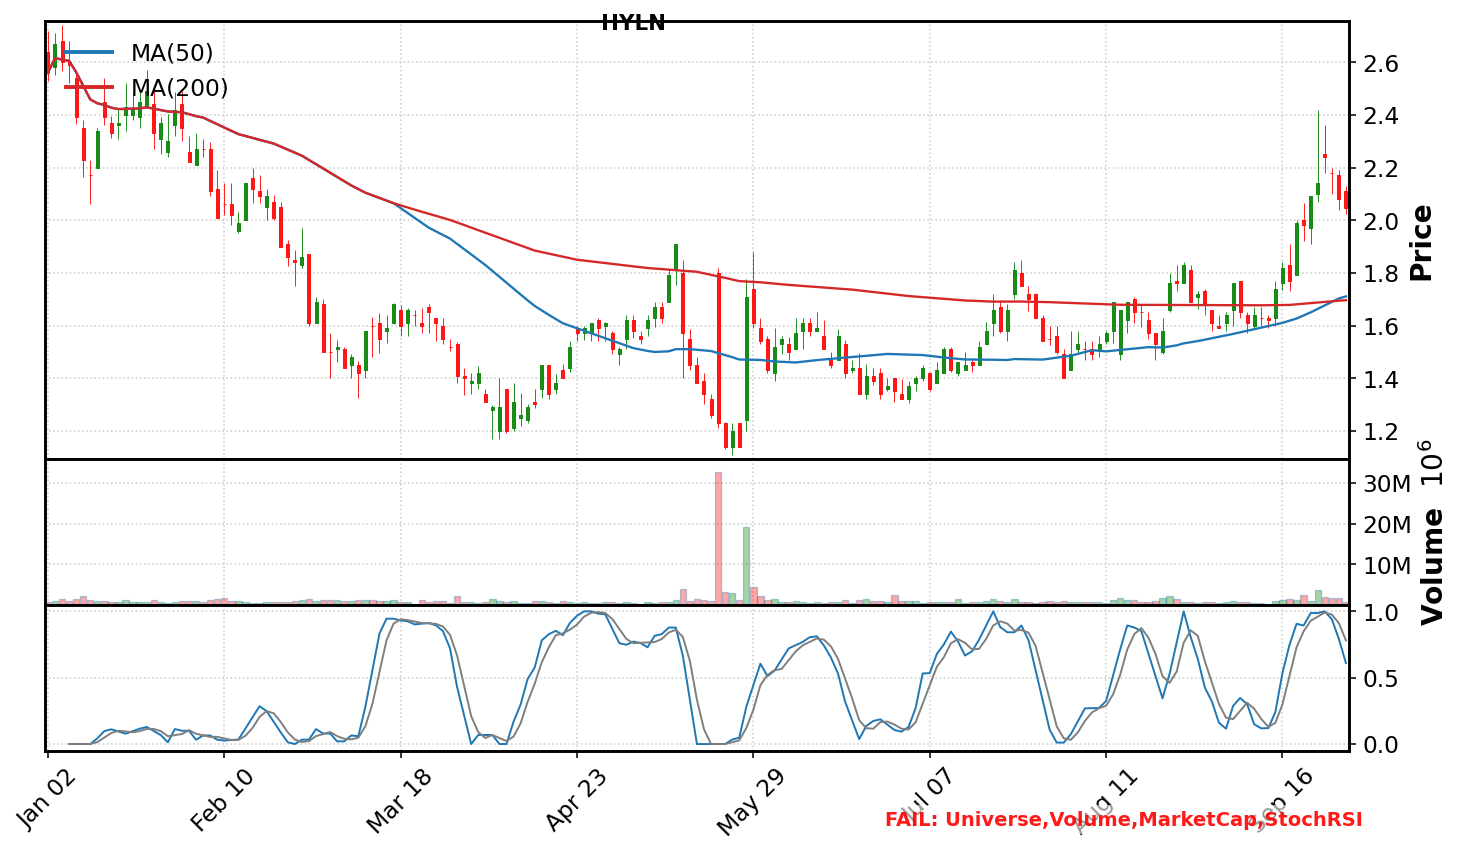 HYLN
MA(50)
MA(200)
2.6
2.4
2.2
2.0
1.8
1.6
1.4
1.2
Price
30M
20M
10M
Volume 10⁶
1.0
0.5
0.0
Jan 02
Feb 10
Mar 18
Apr 23
May 29
Jul 07
Aug 11
Sep 16
FAIL: Universe,Volume,MarketCap,StochRSI